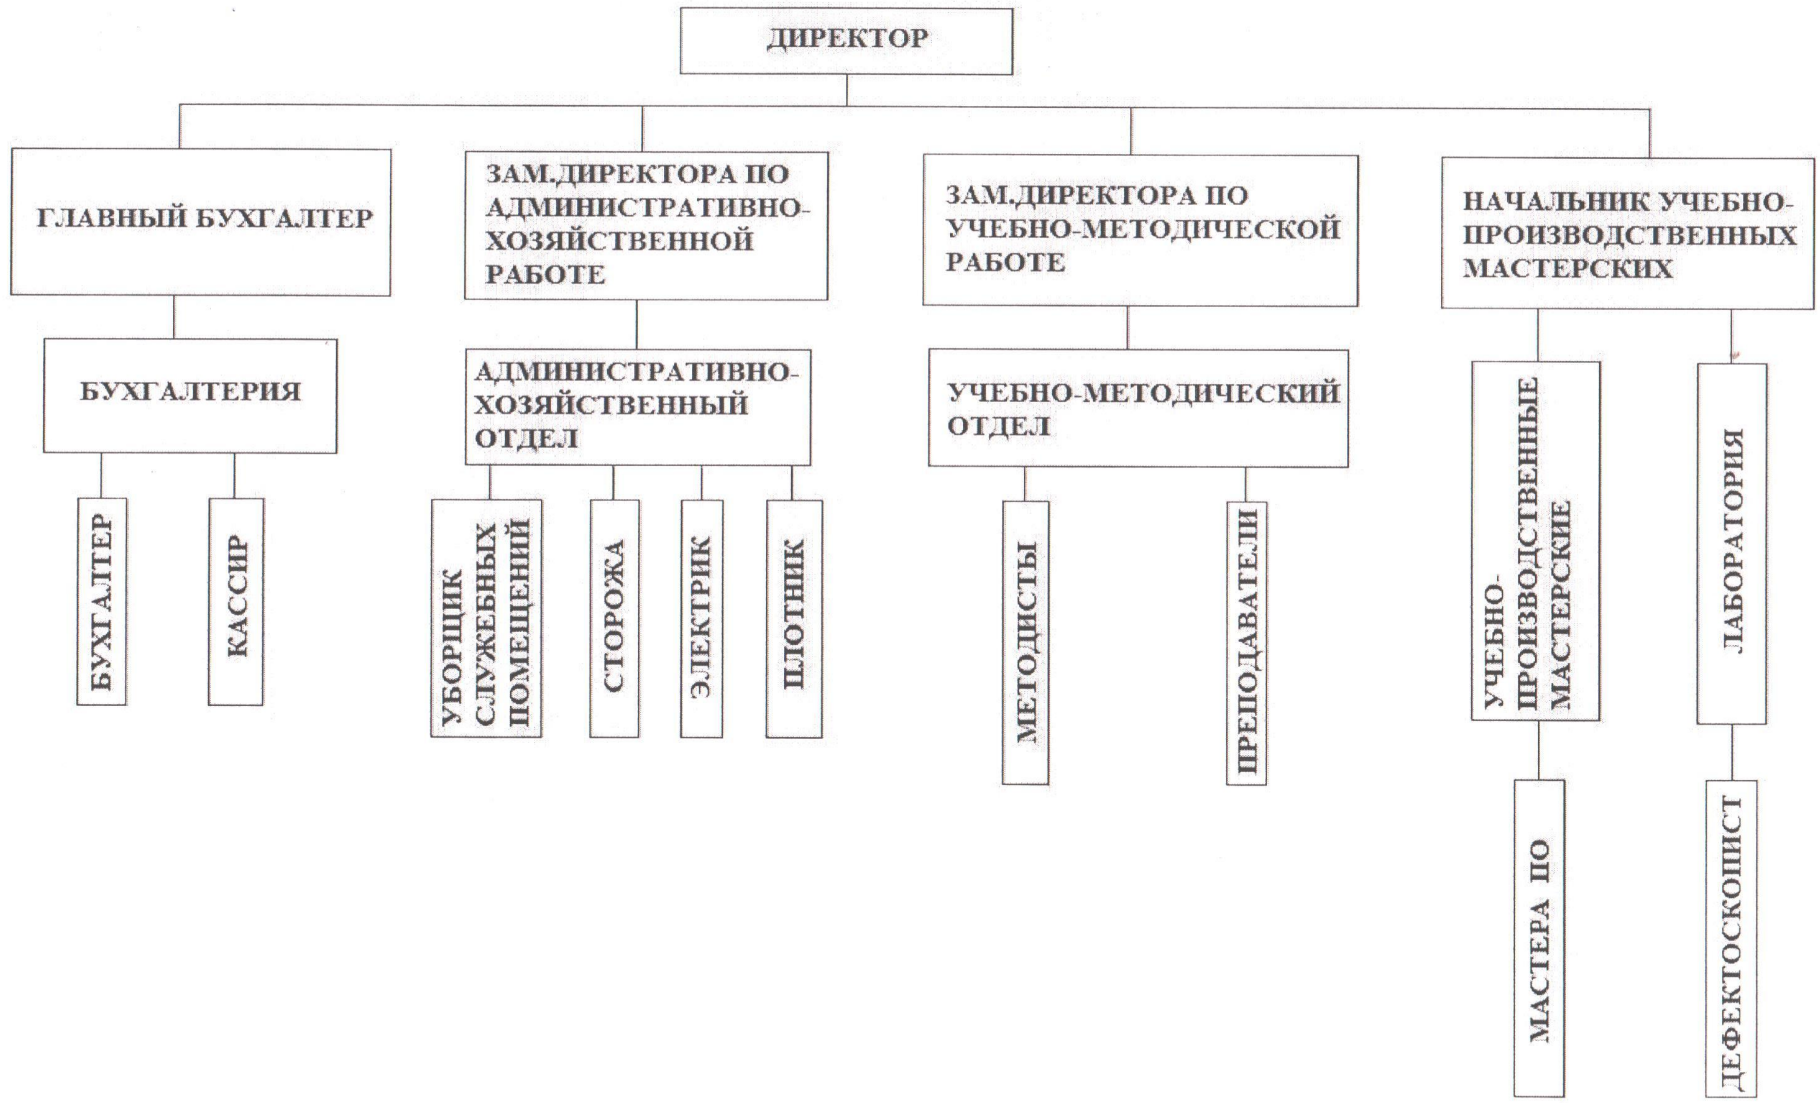 ДИРЕКТОР
ГЛАВНЫЙ БУХГАЛТЕР
ЗАМ.ДИРЕКТОРА ПО
АДМИНИСТРАТИВНО-
ХОЗЯЙСТВЕННОЙ
РАБОТЕ
ЗАМ.ДИРЕКТОРА ПО
УЧЕБНО-МЕТОДИЧЕСКОЙ
РАБОТЕ
НАЧАЛЬНИК УЧЕБНО-
ПРОИЗВОДСТВЕННЫХ
МАСТЕРСКИХ
БУХГАЛТЕРИЯ
АДМИНИСТРАТИВНО-
ХОЗЯЙСТВЕННЫЙ
ОТДЕЛ
УЧЕБНО-МЕТОДИЧЕСКИЙ
ОТДЕЛ
УЧЕБНО-
ПРОИЗВОДСТВЕННЫЕ
МАСТЕРСКИЕ
ЛАБОРАТОРИЯ
БУХГАЛТЕР
КАССИР
УБОРЩИК
СЛУЖЕБНЫХ
ПОМЕЩЕНИЙ
СТОРОЖА
ЭЛЕКТРИК
ПЛОТНИК
МЕТОДИСТЫ
ПРЕПОДАВАТЕЛИ
МАСТЕРА ПО
ДЕФЕКТОСКОПИСТ